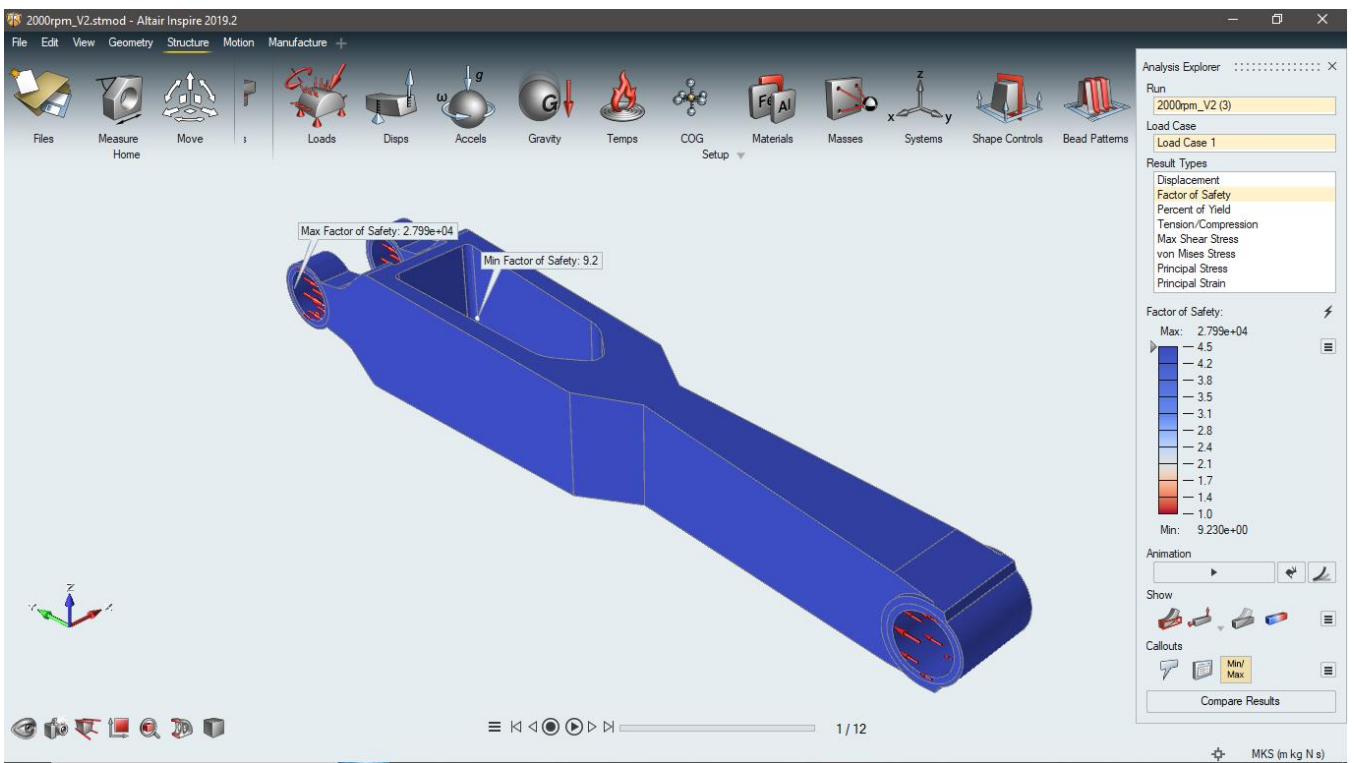 2000rpm_V2.stmod - Altair Inspire 2019.2
File Edit View Geometry Structure Motion Manufacture
Files Measure Move s Loads Disps Accels Gravity Temps COG Materials Masses Systems Shape Controls Bead Patterns
Home Setup
Max Factor of Safety: 2.799e+04
Min Factor of Safety: 9.2
Analysis Explorer
Run
2000rpm_V2 (3)
Load Case
Load Case 1
Result Types
Displacement
Factor of Safety
Percent of Yield
Tension/Compression
Max Shear Stress
von Mises Stress
Principal Stress
Principal Strain
Factor of Safety:
Max: 2.799e+04
4.5
4.2
3.8
3.5
3.1
2.8
2.4
2.1
1.7
1.4
1.0
Min: 9.230e+00
Animation
Show
Callouts
Min/
Max
Compare Results
Z
1 / 12
MKS (m kg N s)